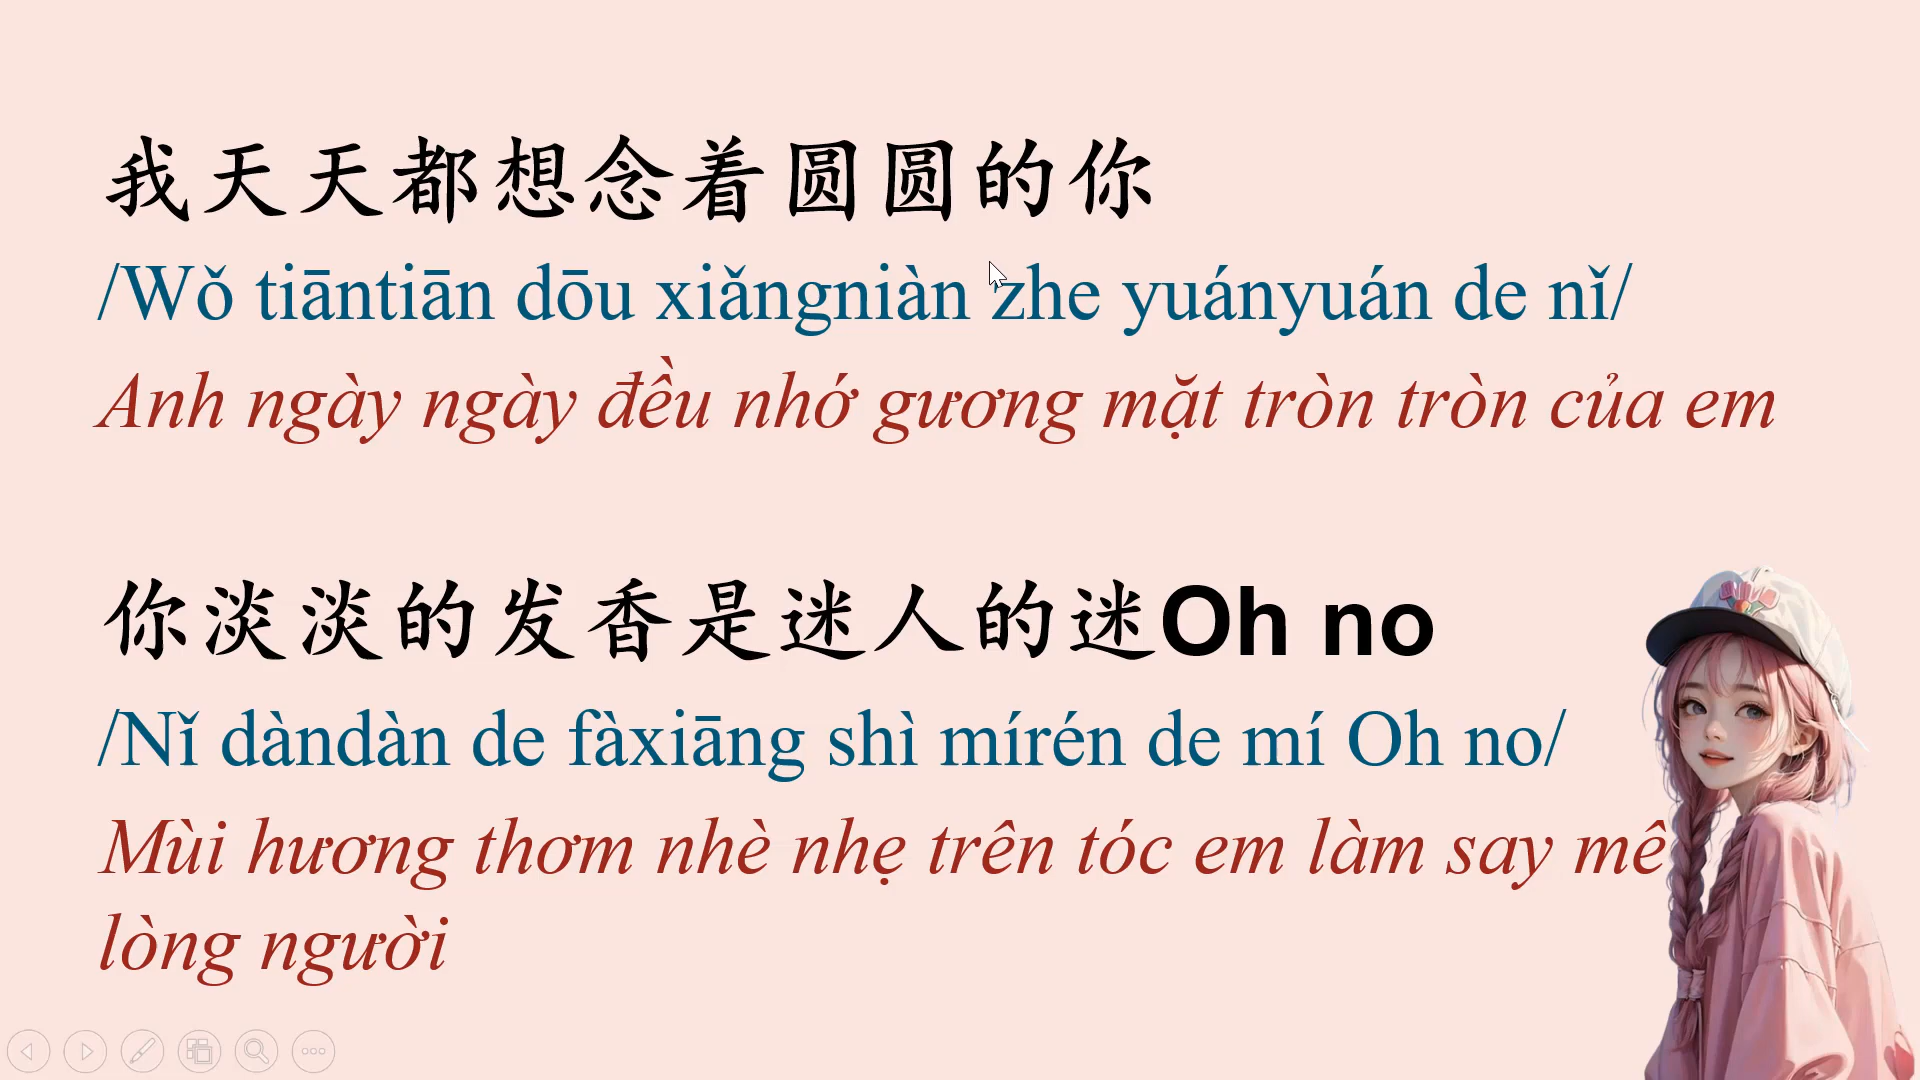 我天天都想念着圆圆的你
/Wǒ tiāntiān dōu xiǎngniàn zhe yuányuán de nǐ/
Anh ngày ngày đều nhớ gương mặt tròn tròn của em
你淡淡的发香是迷人的迷Oh no
/Nǐ dàndàn de fàxiāng shì mírén de mí Oh no/
Mùi hương thơm nhè nhẹ trên tóc em làm say mê
lòng người